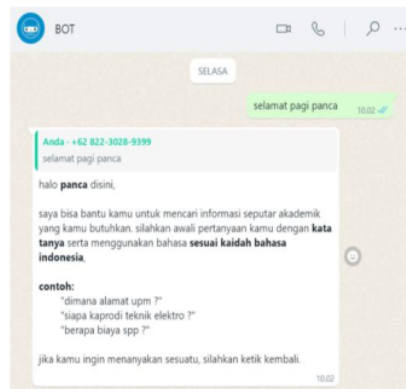 BOT
SELASA
selamat pagi panca
10.02
Anda - +62 822-3028-9399
selamat pagi panca
halo panca disini,
saya bisa bantu kamu untuk mencari informasi seputar akademik
yang kamu butuhkan. silahkan awali pertanyaan kamu dengan kata
tanya serta menggunakan bahasa sesuai kaidah bahasa
indonesia.
contoh:
"dimana alamat upm ?"
"siapa kaprodi teknik elektro ?"
"berapa biaya spp ?"
jika kamu ingin menanyakan sesuatu, silahkan ketik kembali.
10.02